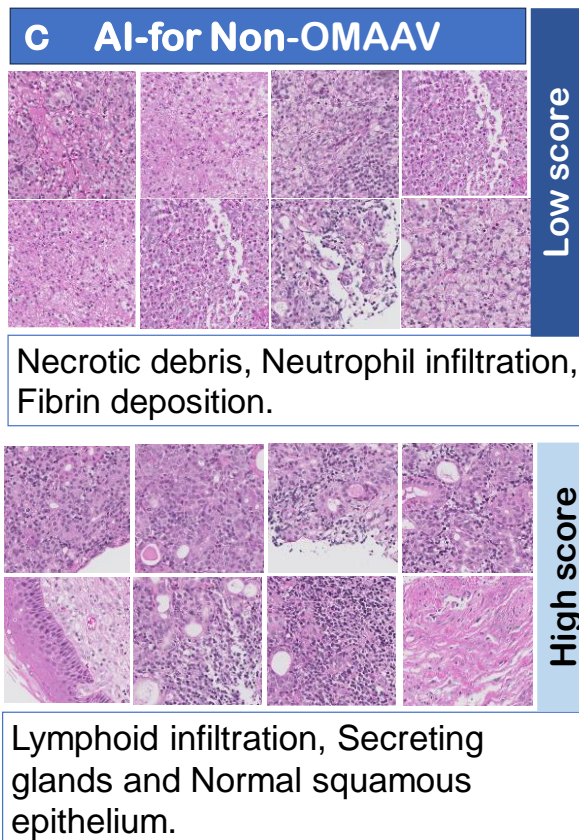 C AI-for Non-OMAAV
Low score
Necrotic debris, Neutrophil infiltration,
Fibrin deposition.
High score
Lymphoid infiltration, Secreting
glands and Normal squamous
epithelium.